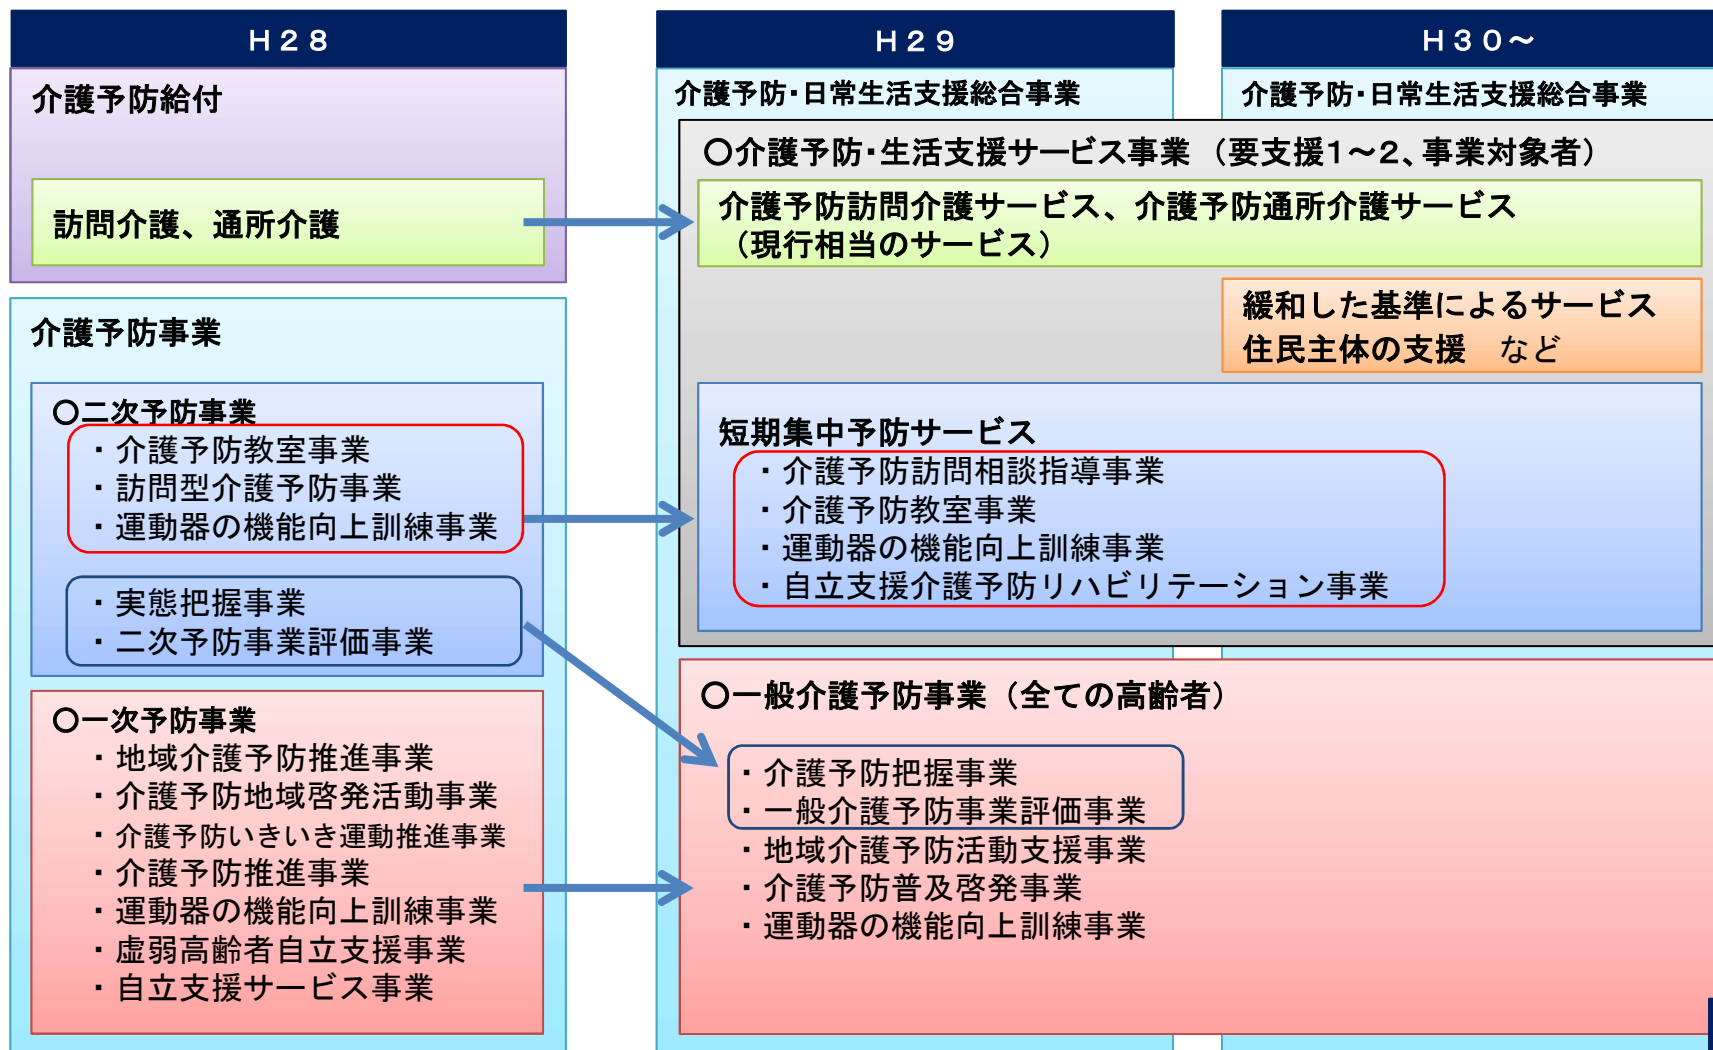 H28
介護予防給付
訪問介護、通所介護
介護予防事業
○二次予防事業
・介護予防教室事業
・訪問型介護予防事業
・運動器の機能向上訓練事業
・実態把握事業
・二次予防事業評価事業
○一次予防事業
・地域介護予防推進事業
・介護予防地域啓発活動事業
・介護予防いきいき運動推進事業
・介護予防推進事業
・運動器の機能向上訓練事業
・虚弱高齢者自立支援事業
・自立支援サービス事業
H29
介護予防・日常生活支援総合事業
H30~
介護予防・日常生活支援総合事業
○介護予防・生活支援サービス事業（要支援1～2、事業対象者）
介護予防訪問介護サービス、介護予防通所介護サービス
（現行相当のサービス）
緩和した基準によるサービス
住民主体の支援　など
短期集中予防サービス
・介護予防訪問相談指導事業
・介護予防教室事業
・運動器の機能向上訓練事業
・自立支援介護予防リハビリテーション事業
○一般介護予防事業（全ての高齢者）
・介護予防把握事業
・一般介護予防事業評価事業
・地域介護予防活動支援事業
・介護予防普及啓発事業
・運動器の機能向上訓練事業